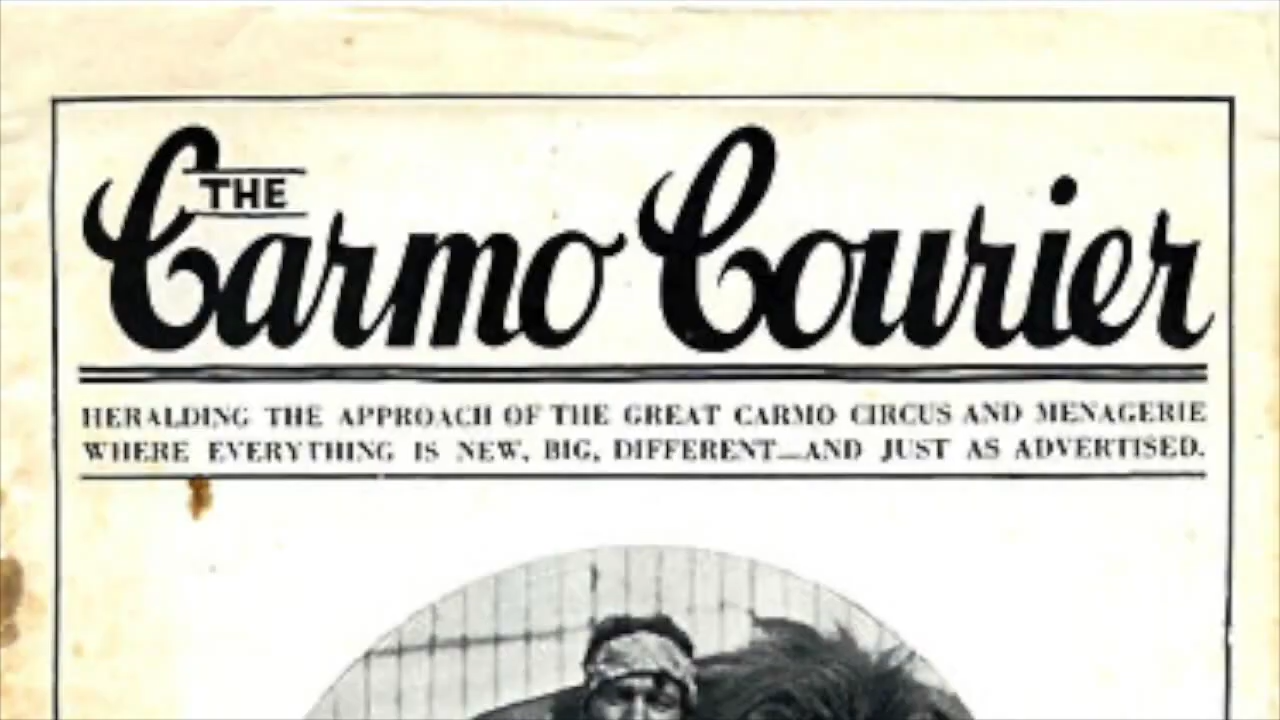 THE
Carmo Courier
HERALDING THE APPROACH OF THE GREAT CARMO CIRCUS AND MENAGERIE
WHERE EVERYTHING IS NEW, BIG, DIFFERENT—AND JUST AS ADVERTISED.